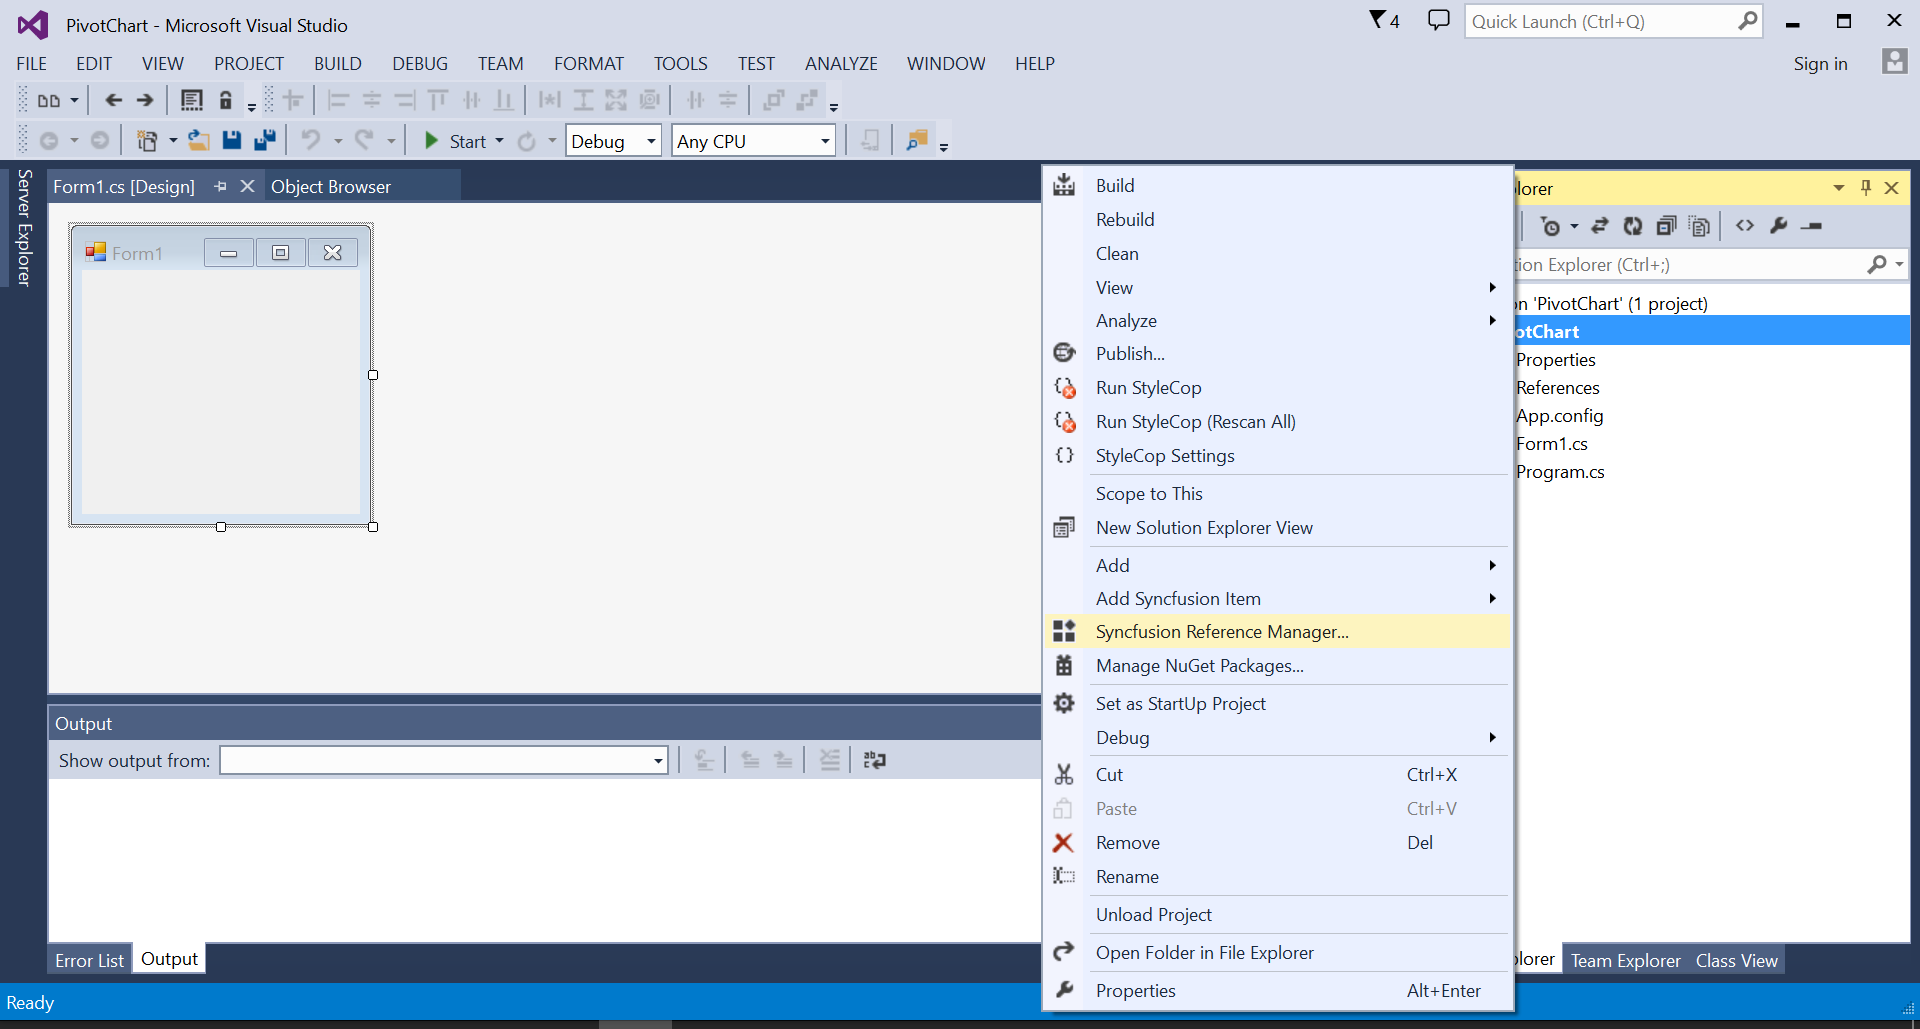 PivotChart - Microsoft Visual Studio
4
Quick Launch (Ctrl+Q)
FILE EDIT VIEW PROJECT BUILD DEBUG TEAM FORMAT TOOLS TEST ANALYZE WINDOW HELP
Sign in
Start
Debug
Any CPU
Server Explorer
Form1.cs [Design]
Object Browser
Form1
Output
Show output from:
Error List
Output
Ready
Build
Rebuild
Clean
View
Analyze
Publish...
Run StyleCop
Run StyleCop (Rescan All)
StyleCop Settings
Scope to This
New Solution Explorer View
Add
Add Syncfusion Item
Syncfusion Reference Manager...
Manage NuGet Packages...
Set as StartUp Project
Debug
Cut Ctrl+X
Paste Ctrl+V
Remove Del
Rename
Unload Project
Open Folder in File Explorer
Properties Alt+Enter
lorer
tion Explorer (Ctrl+;)
on 'PivotChart' (1 project)
otChart
Properties
References
App.config
Form1.cs
Program.cs
plorer
Team Explorer
Class View